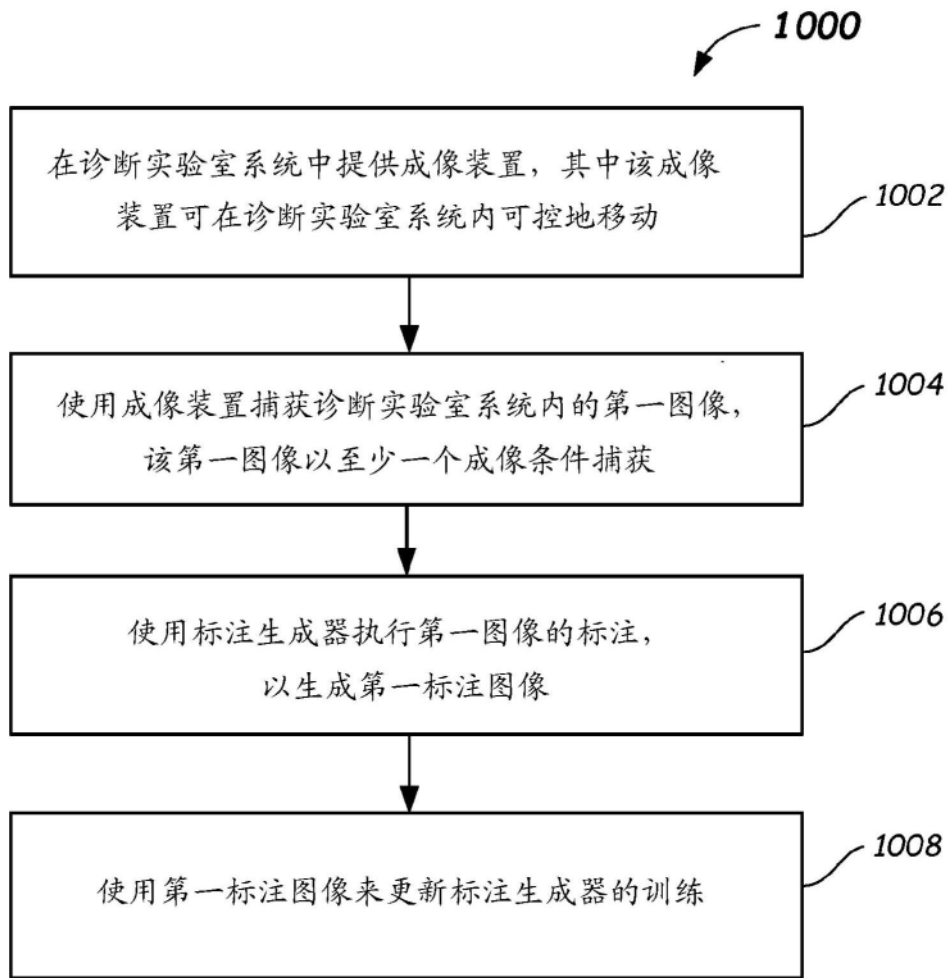 1000
在诊断实验室系统中提供成像装置，其中该成像
装置可在诊断实验室系统内可控地移动
1002
使用成像装置捕获诊断实验室系统内的第一图像，
该第一图像以至少一个成像条件捕获
1004
使用标注生成器执行第一图像的标注，
以生成第一标注图像
1006
使用第一标注图像来更新标注生成器的训练
1008